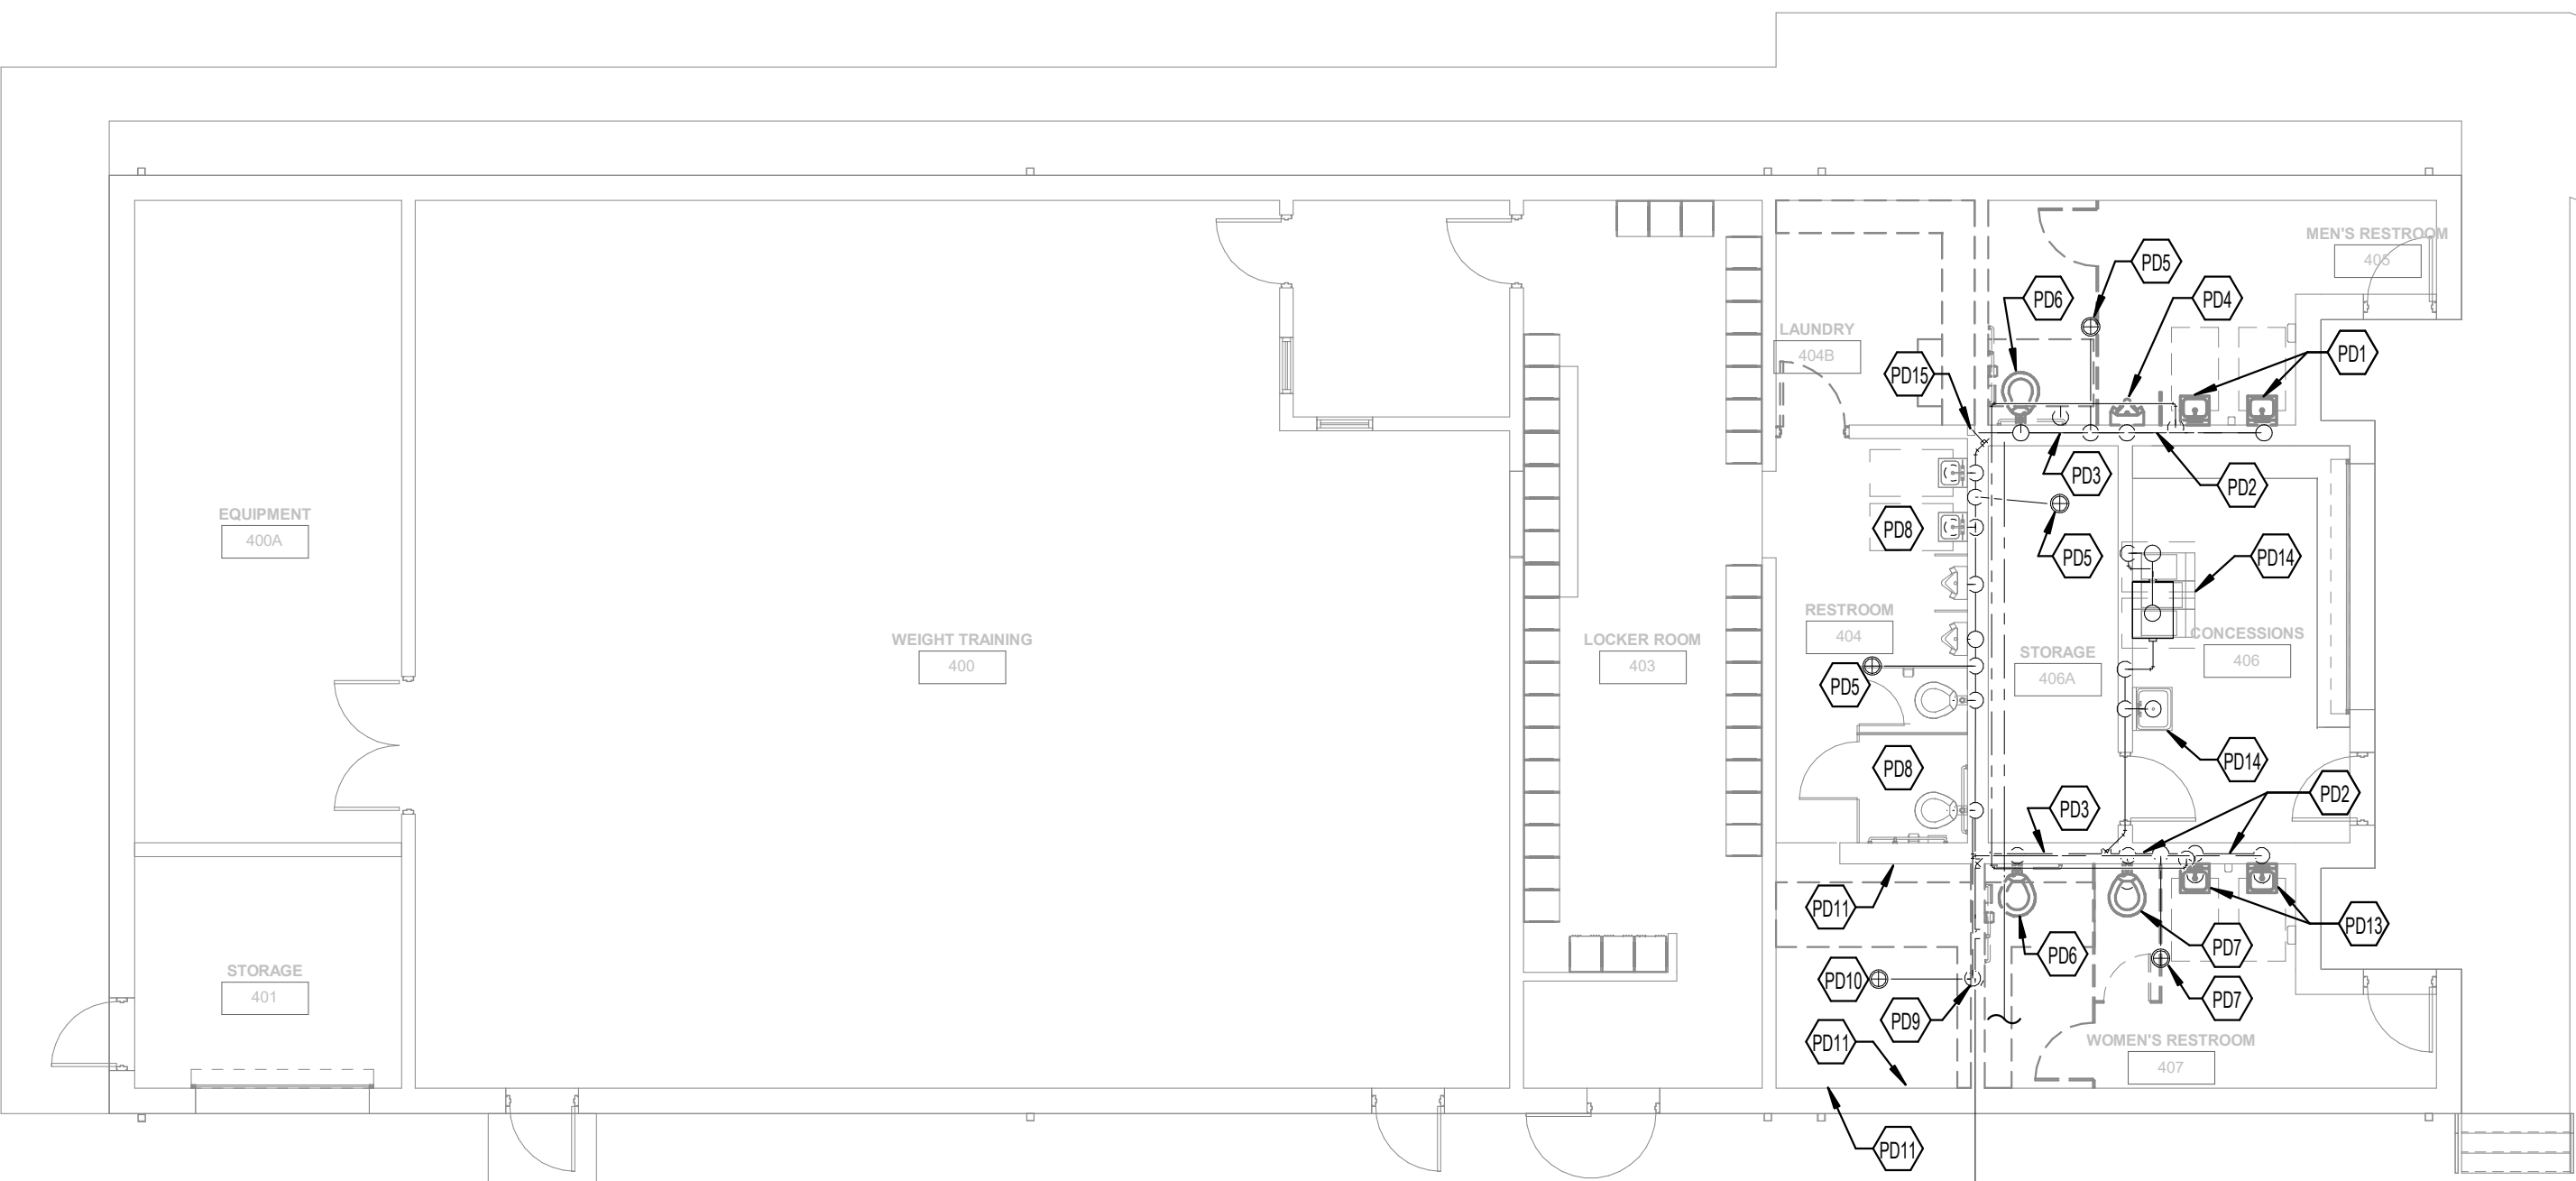 MEN'S RESTROOM
405
PD5
PD6
PD4
LAUNDRY
404B
PD1
PD15
PD3
PD2
EQUIPMENT
400A
PD8
PD5
PD14
RESTROOM
404
WEIGHT TRAINING
400
LOCKER ROOM
403
STORAGE
406A
CONCESSIONS
406
PD5
PD8
PD14
PD3
PD2
PD11
PD13
PD6
PD7
STORAGE
401
PD10
PD7
PD9
PD11
WOMEN'S RESTROOM
407
PD11